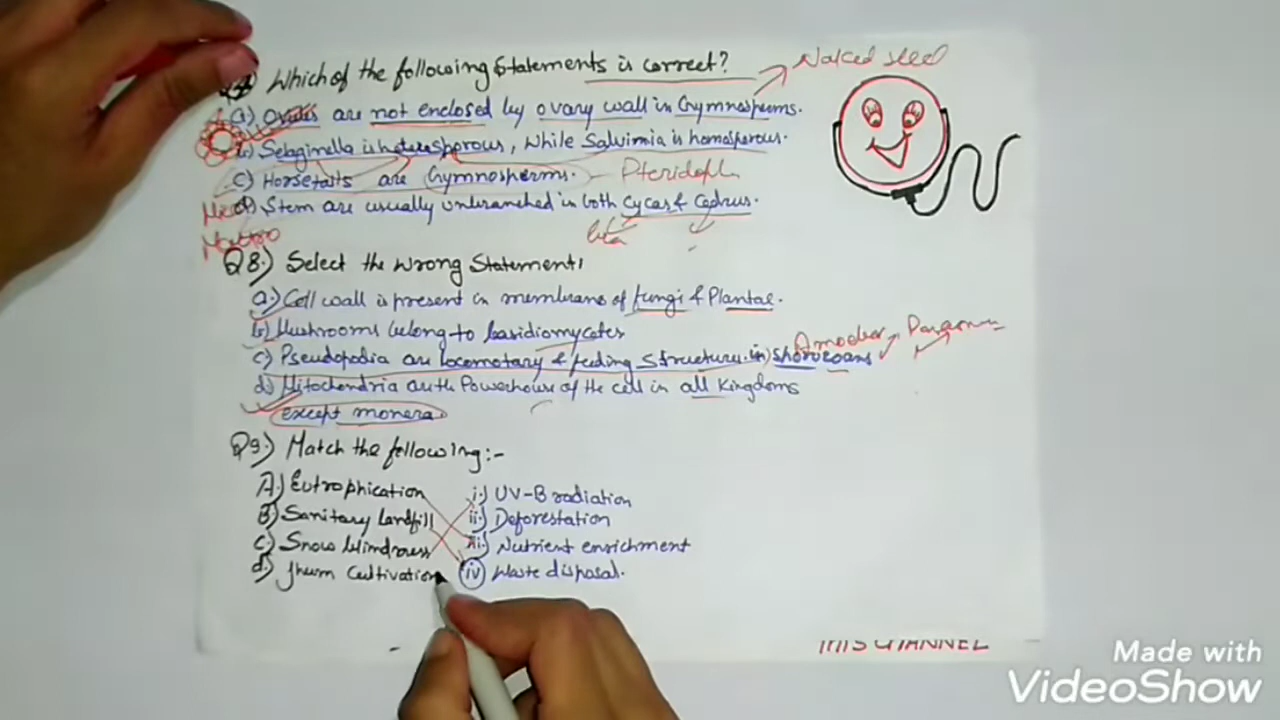 Which of the following Statements is correct? Naked seed
a) Ovules are not enclosed by ovary wall in Gymnosperms.
b) Selaginella is heterosporous, While Salvinia is homosporous.
c) Horsetails are Gymnosperms. Pteridoph
d) Stem are usually unbranched in both Cycas & Cedrus.
Q8.) Select the Wrong Statement:
a.) Cell wall is present in membrane of fungi & Plantae.
b) Mushrooms belong to basidiomycetes
c) Pseudopodia are locomotary & feeding Structures in
d) Mitochondria are the Powerhouse of the cell in all Kingdoms
except monera
Q9.) Match the following:-
A.) Eutrophication i.) UV-B radiation
B.) Sanitary landfill ii.) Deforestation
C) Snow blindness iii.) Nutrient enrichment
d.) Jhum Cultivation iv Waste disposal.
THIS CHANNEL
Made with
VideoShow